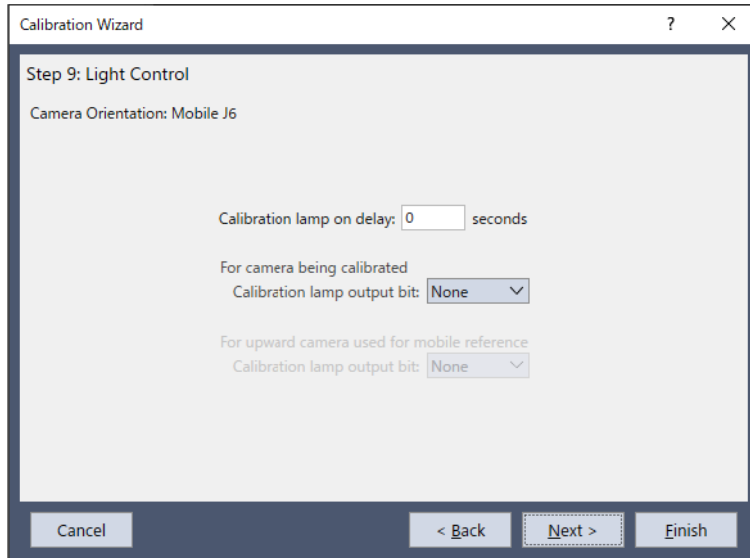 Calibration Wizard ? ×
Step 9: Light Control
Camera Orientation: Mobile J6
Calibration lamp on delay: 0 seconds
For camera being calibrated
Calibration lamp output bit: None
For upward camera used for mobile reference
Calibration lamp output bit: None
Cancel < Back Next > Finish